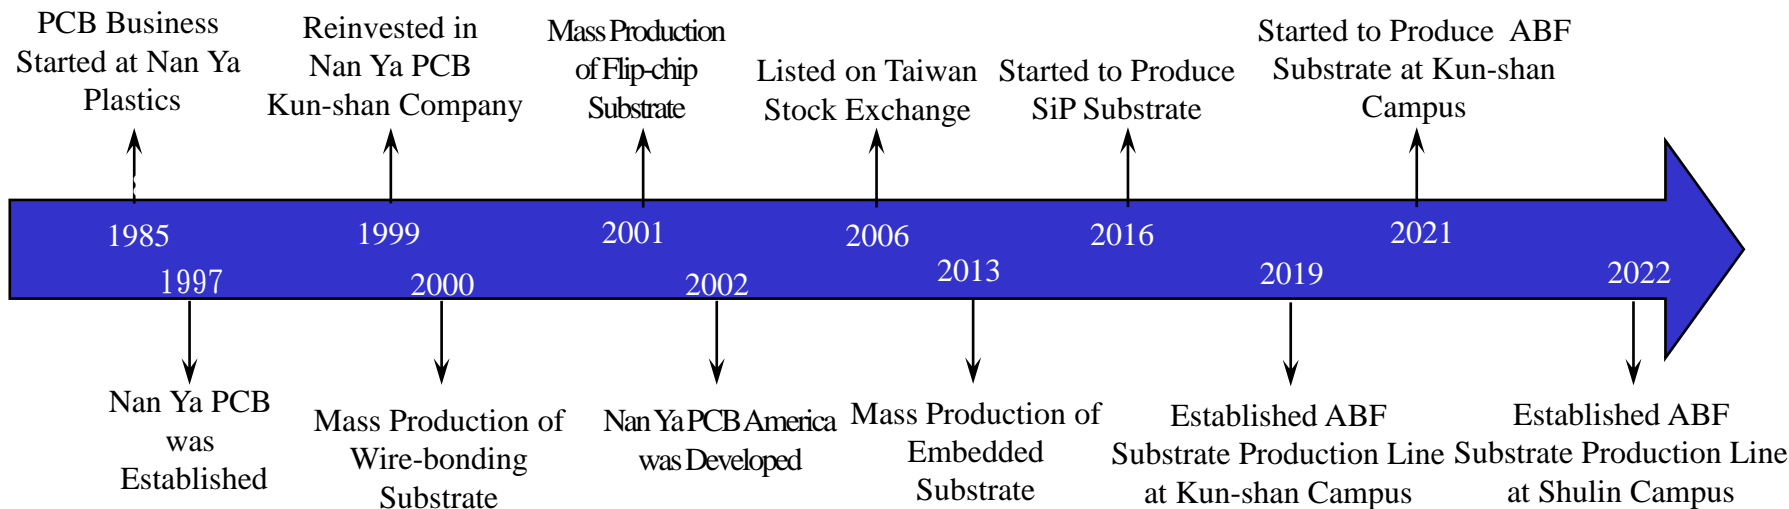 PCB Business
Started at Nan Ya
Plastics
Reinvested in
Nan Ya PCB
Kun-shan Company
Mass Production
of Flip-chip
Substrate
Listed on Taiwan
Stock Exchange
Started to Produce
SiP Substrate
Started to Produce ABF
Substrate at Kun-shan
Campus
1985
1999
2001
2006
2016
2021
1997
2000
2002
2013
2019
2022
Nan Ya PCB
was
Established
Mass Production of
Wire-bonding
Substrate
Nan Ya PCB America
was Developed
Mass Production of
Embedded
Substrate
Established ABF
Substrate Production Line
at Kun-shan Campus
Established ABF
Substrate Production Line
at Shulin Campus